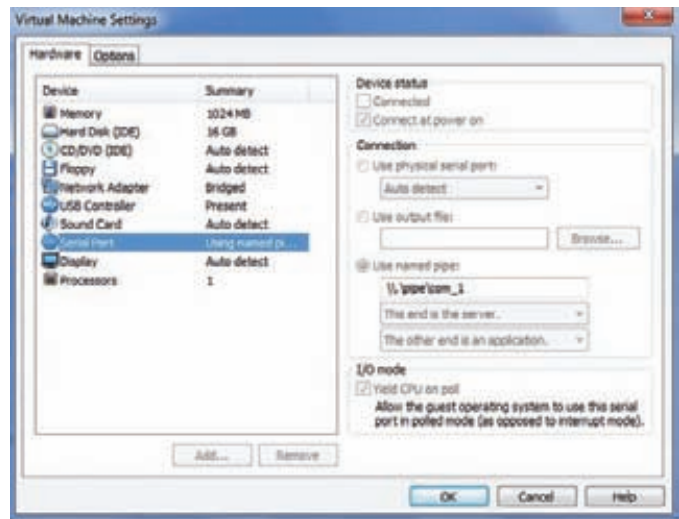 Virtual Machine Settings
Hardware Options
Device Summary
Memory 1024 MB
Hard Disk (IDE) 16 GB
CD/DVD (IDE) Auto detect
Floppy Auto detect
Network Adapter Bridged
USB Controller Present
Sound Card Auto detect
Serial Port Using named pi...
Display Auto detect
Processors 1
Add... Remove
Device status
Connected
Connect at power on
Connection
Use physical serial port:
Auto detect
Use output file:
Browse...
Use named pipe:
\\.\pipe\com_1
This end is the server.
The other end is an application.
I/O mode
Yield CPU on poll
Allow the guest operating system to use this serial
port in polled mode (as opposed to interrupt mode).
OK Cancel Help